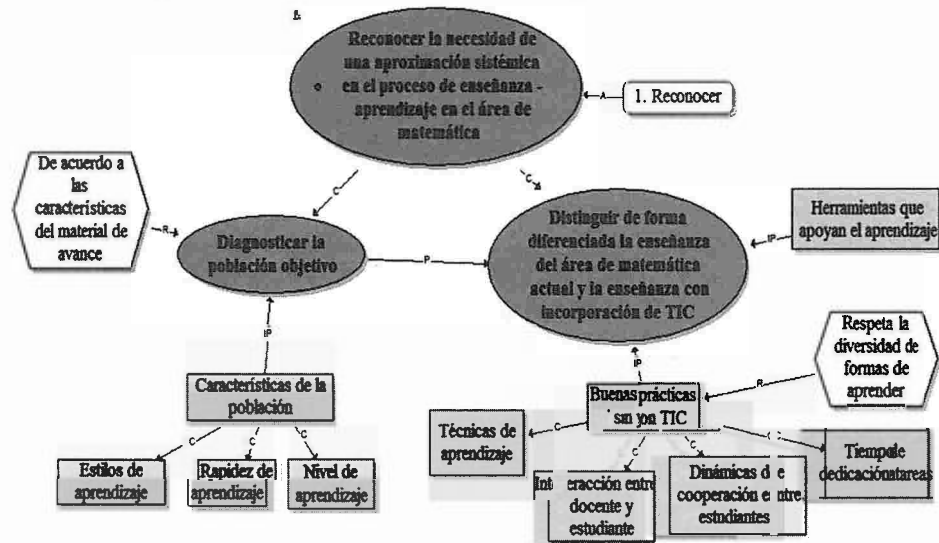 Reconocer la necesidad de
una aproximación sistémica
en el proceso de enseñanza -
aprendizaje en el área de
matemática
A
1. Reconocer
C
C
De acuerdo a
las
características
del material de
avance
R
Diagnosticar la
población objetivo
P
Distinguir de forma
diferenciada la enseñanza
del área de matemática
actual y la enseñanza con
incorporación de TIC
IP
Herramientas que
apoyan el aprendizaje
IP
IP
Respeta la
diversidad de
formas de
aprender
R
Características de la
población
C
C
C
Estilos de
aprendizaje
Rapidez de
aprendizaje
Nivel de
aprendizaje
Buenas prácticas
TIC
C
C
C
Técnicas de
aprendizaje
Interacción entre
docente y
estudiante
Dinámicas de
cooperación entre
estudiantes